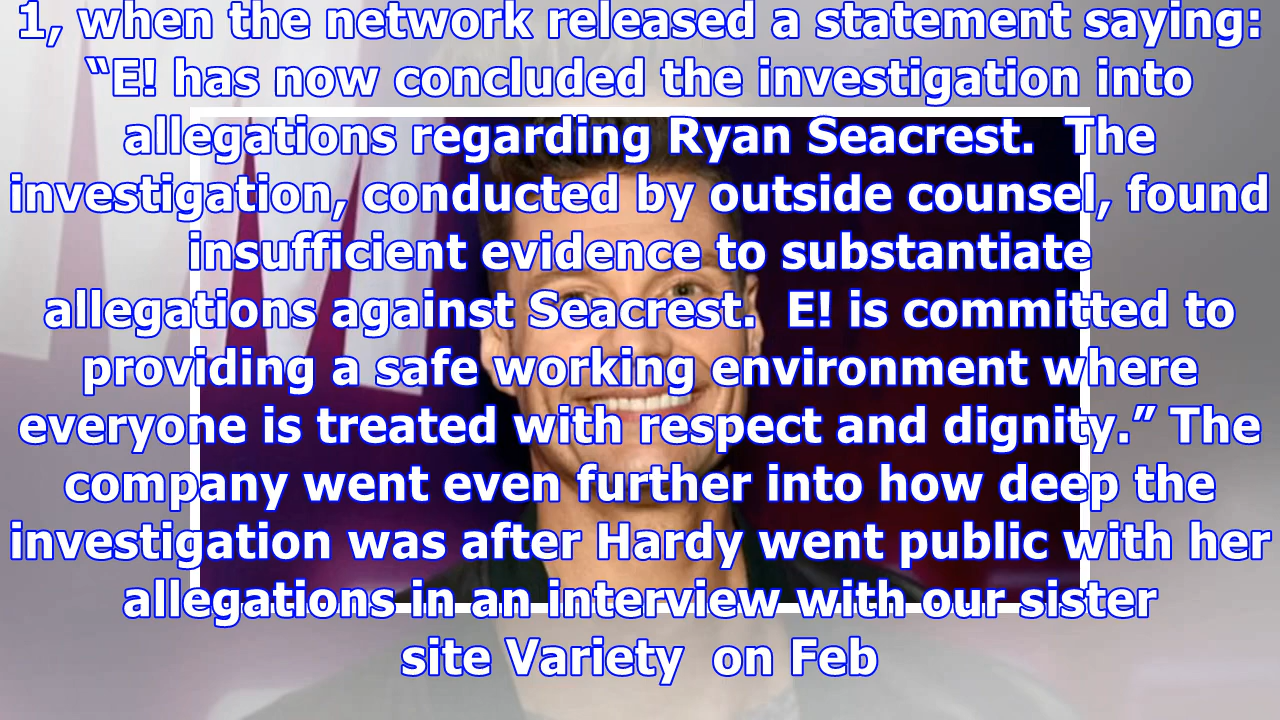 1, when the network released a statement saying:
“E! has now concluded the investigation into
allegations regarding Ryan Seacrest.  The
investigation, conducted by outside counsel, found
insufficient evidence to substantiate
allegations against Seacrest.  E! is committed to
providing a safe working environment where
everyone is treated with respect and dignity.” The
company went even further into how deep the
investigation was after Hardy went public with her
allegations in an interview with our sister
site Variety  on Feb